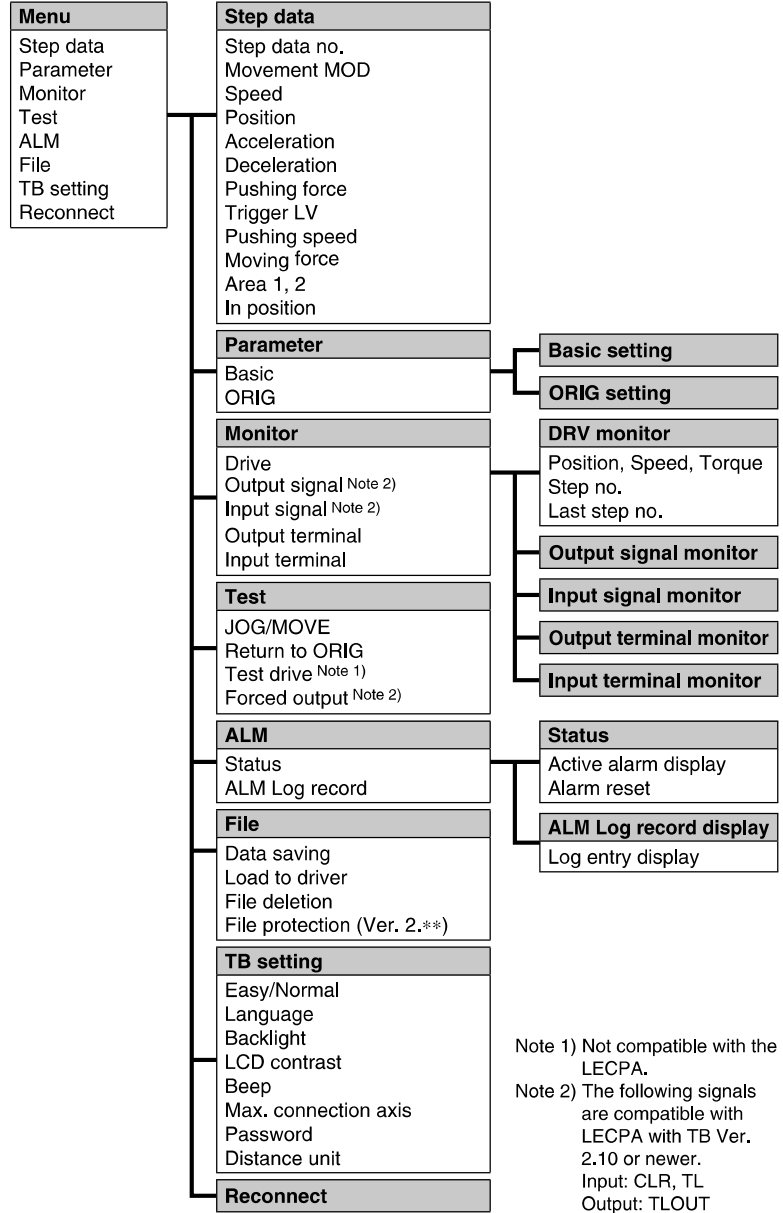 Menu
Step data
Parameter
Monitor
Test
ALM
File
TB setting
Reconnect
Step data
Step data no.
Movement MOD
Speed
Position
Acceleration
Deceleration
Pushing force
Trigger LV
Pushing speed
Moving force
Area 1, 2
In position
Parameter
Basic
ORIG
Basic setting
ORIG setting
Monitor
Drive
Output signal Note 2)
Input signal Note 2)
Output terminal
Input terminal
DRV monitor
Position, Speed, Torque
Step no.
Last step no.
Output signal monitor
Input signal monitor
Output terminal monitor
Input terminal monitor
Test
JOG/MOVE
Return to ORIG
Test drive Note 1)
Forced output Note 2)
ALM
Status
ALM Log record
Status
Active alarm display
Alarm reset
ALM Log record display
Log entry display
File
Data saving
Load to driver
File deletion
File protection (Ver. 2.**)
TB setting
Easy/Normal
Language
Backlight
LCD contrast
Beep
Max. connection axis
Password
Distance unit
Reconnect
Note 1) Not compatible with the
LECPA.
Note 2) The following signals
are compatible with
LECPA with TB Ver.
2.10 or newer.
Input: CLR, TL
Output: TLOUT